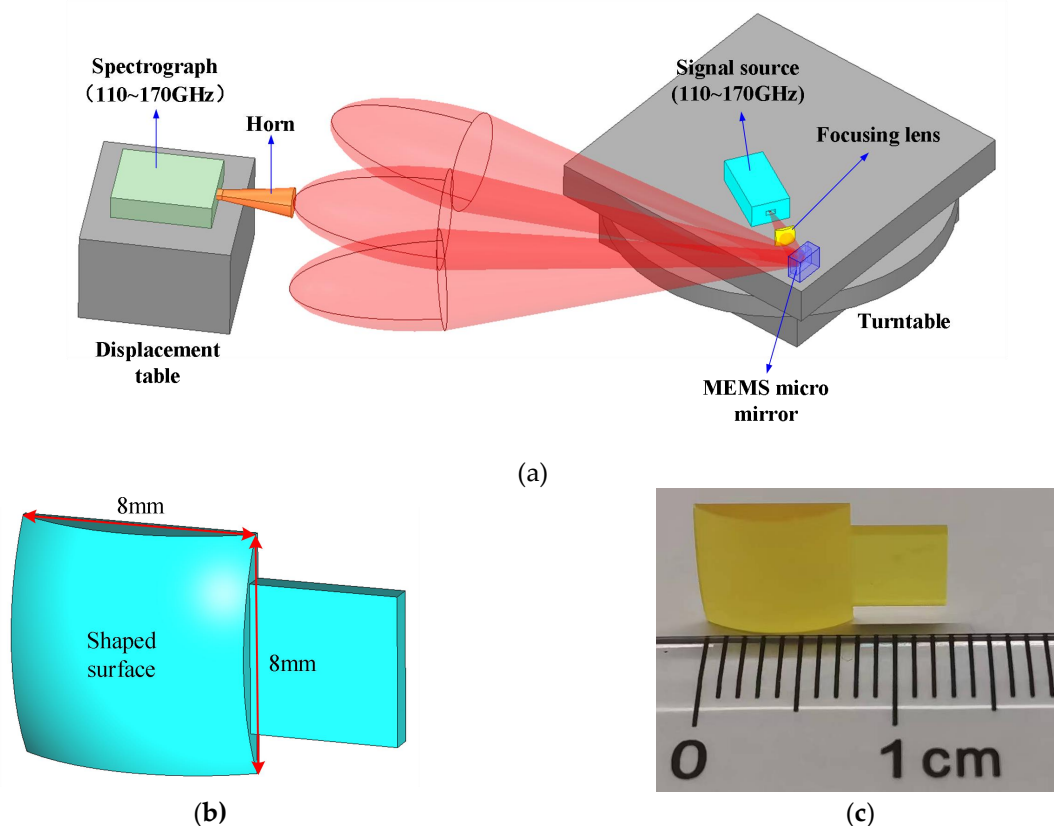 Spectrograph
（110~170GHz）
Horn
Signal source
(110~170GHz)
Focusing lens
Displacement
table
Turntable
MEMS micro
mirror
(a)
8mm
Shaped
surface
8mm
0
1 cm
(b)
(c)